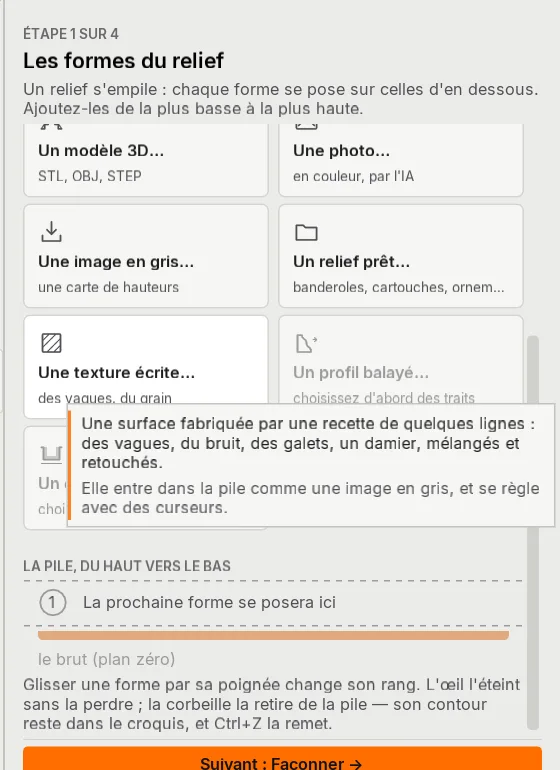 ÉTAPE 1 SUR 4
Les formes du relief
Un relief s'empile : chaque forme se pose sur celles d'en dessous.
Ajoutez-les de la plus basse à la plus haute.
Un modèle 3D...
STL, OBJ, STEP
Une photo...
en couleur, par l'IA
Une image en gris...
une carte de hauteurs
Un relief prêt...
banderoles, cartouches, ornem...
Une texture écrite...
des vagues, du grain
Un profil balayé...
choisissez d'abord des traits
Une surface fabriquée par une recette de quelques lignes :
des vagues, du bruit, des galets, un damier, mélangés et
retouchés.
Elle entre dans la pile comme une image en gris, et se règle
avec des curseurs.
Un
choi
LA PILE, DU HAUT VERS LE BAS
1 La prochaine forme se posera ici
le brut (plan zéro)
Glisser une forme par sa poignée change son rang. L'œil l'éteint
sans la perdre ; la corbeille la retire de la pile — son contour
reste dans le croquis, et Ctrl+Z la remet.
Suivant : Façonner →